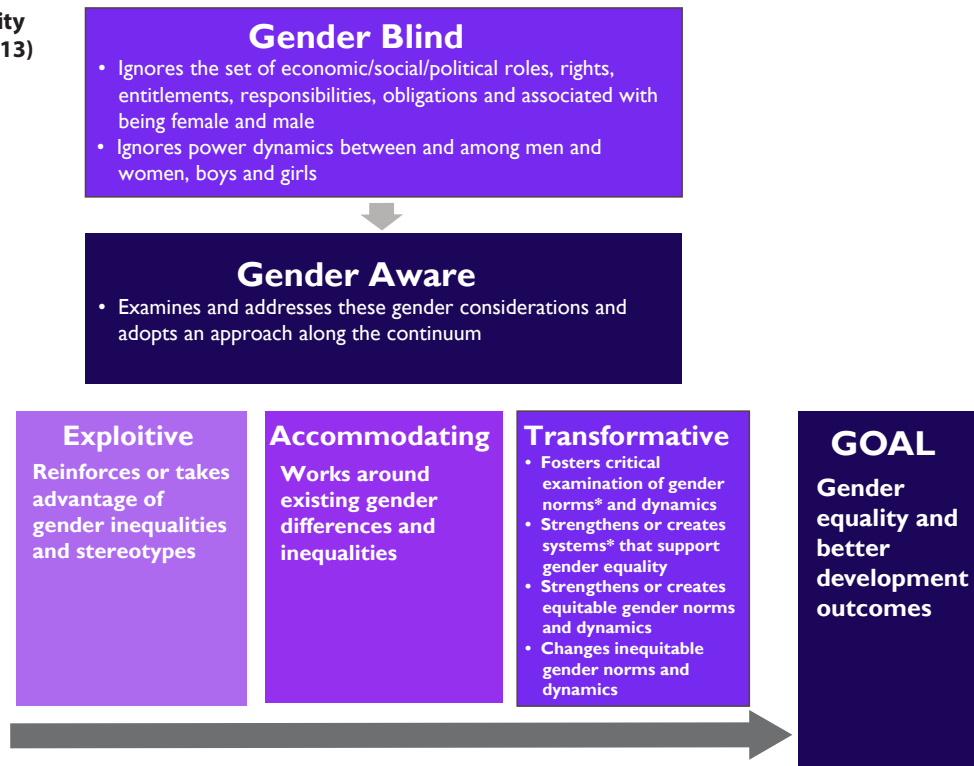 ity
13)
Gender Blind
• Ignores the set of economic/social/political roles, rights,
entitlements, responsibilities, obligations and associated with
being female and male
• Ignores power dynamics between and among men and
women, boys and girls
Gender Aware
• Examines and addresses these gender considerations and
adopts an approach along the continuum
Exploitive
Reinforces or takes
advantage of
gender inequalities
and stereotypes
Accommodating
Works around
existing gender
differences and
inequalities
Transformative
• Fosters critical
examination of gender
norms* and dynamics
• Strengthens or creates
systems* that support
gender equality
• Strengthens or creates
equitable gender norms
and dynamics
• Changes inequitable
gender norms and
dynamics
GOAL
Gender
equality and
better
development
outcomes